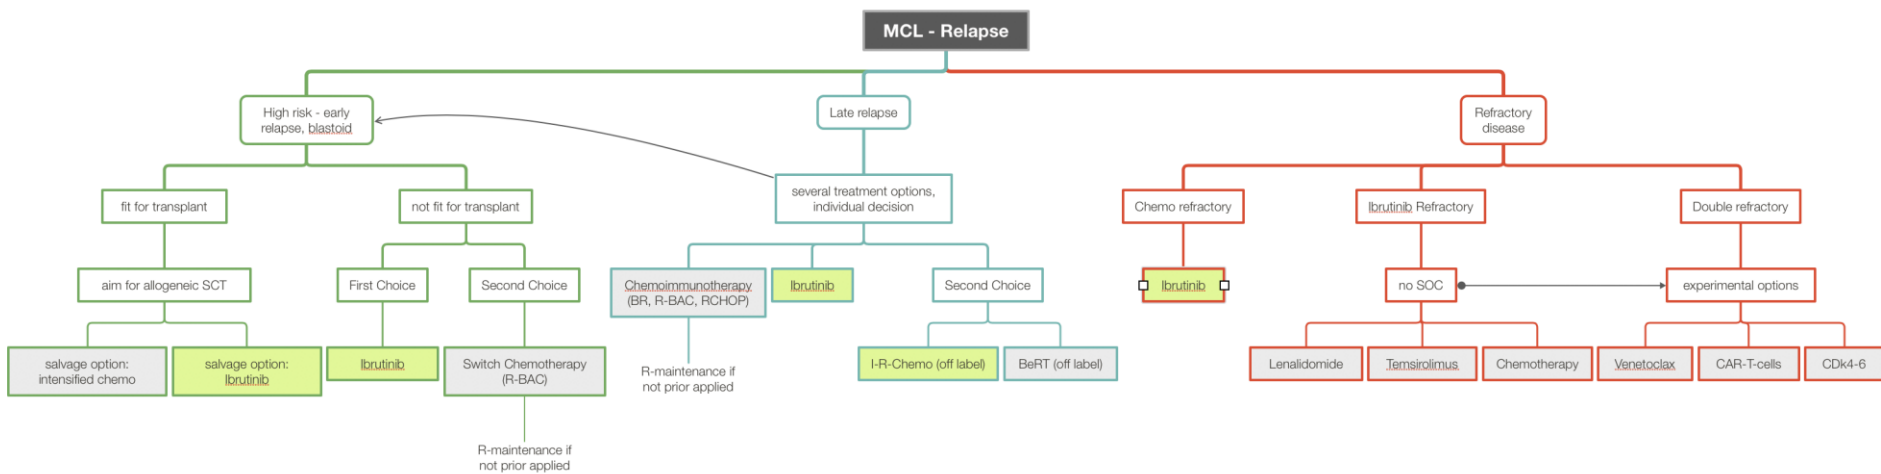 MCL - Relapse
High risk - early
relapse, blastoid
Late relapse
Refractory
disease
fit for transplant
not fit for transplant
several treatment options,
individual decision
Chemo refractory
Ibrutinib Refractory
Double refractory
aim for allogeneic SCT
First Choice
Second Choice
Chemoimmunotherapy
(BR, R-BAC, RCHOP)
Ibrutinib
Second Choice
Ibrutinib
no SOC
experimental options
salvage option:
intensified chemo
salvage option:
Ibrutinib
Ibrutinib
Switch Chemotherapy
(R-BAC)
R-maintenance if
not prior applied
I-R-Chemo (off label)
BeRT (off label)
Lenalidomide
Temsirolimus
Chemotherapy
Venetoclax
CAR-T-cells
CDk4-6
R-maintenance if
not prior applied